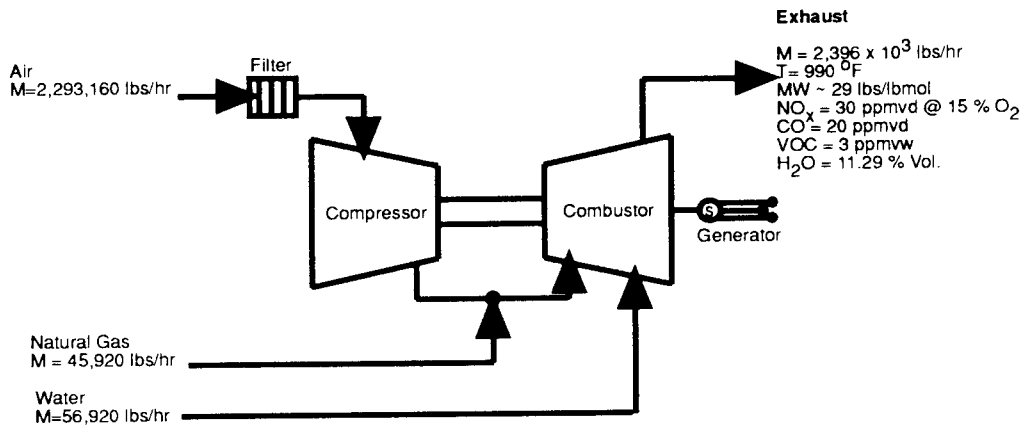 Exhaust
M = 2,396 x 10³ lbs/hr
T= 990 ⁰F
MW ~ 29 lbs/lbmol
NOₓ = 30 ppmvd @ 15 % O₂
CO = 20 ppmvd
VOC = 3 ppmvw
H₂O = 11.29 % Vol.
Air
M=2,293,160 lbs/hr
Filter
Compressor
Combustor
S
Generator
Natural Gas
M = 45,920 lbs/hr
Water
M=56,920 lbs/hr